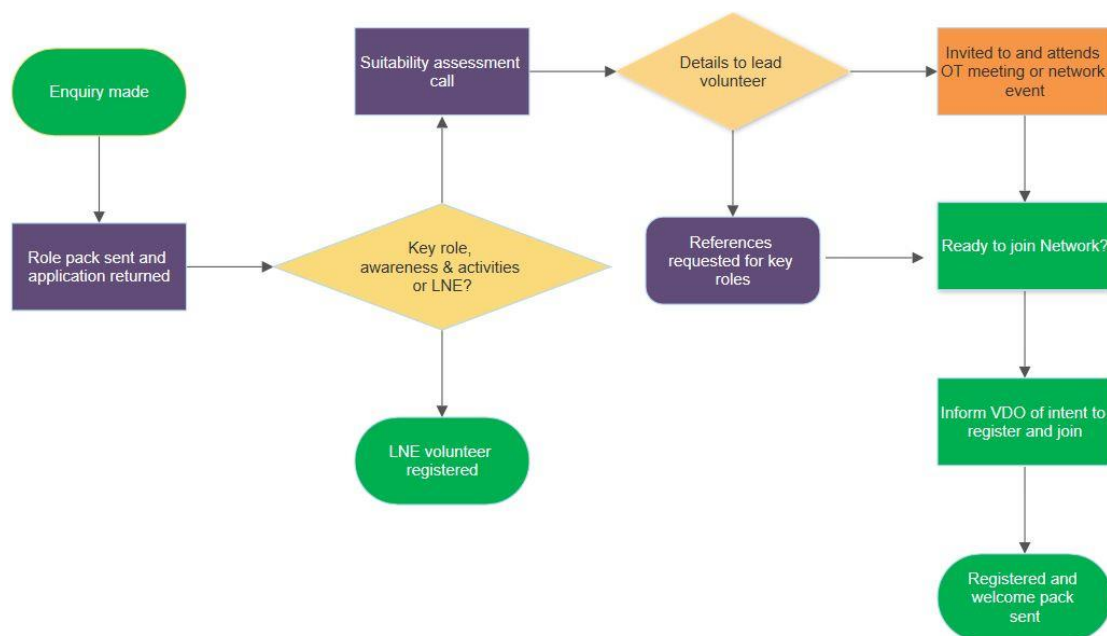 Enquiry made
Role pack sent and
application returned
Key role,
awareness & activities
or LNE?
LNE volunteer
registered
Suitability assessment
call
Details to lead
volunteer
References
requested for key
roles
Invited to and attends
OT meeting or network
event
Ready to join Network?
Inform VDO of intent to
register and join
Registered and
welcome pack
sent